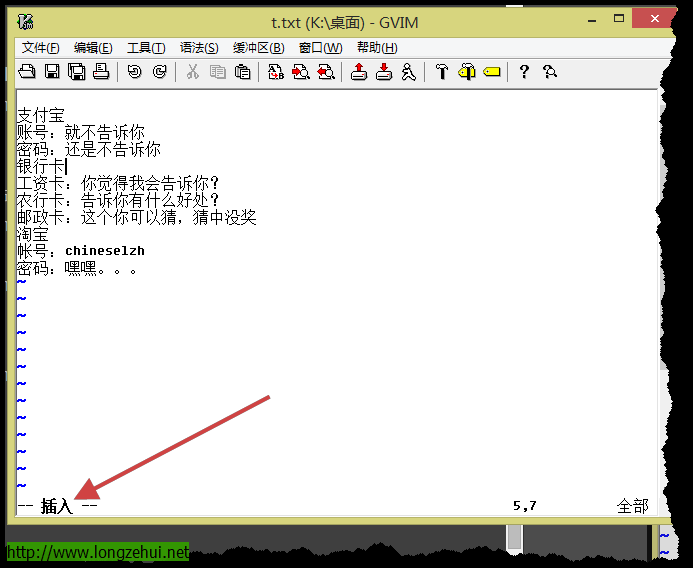 t.txt (K:\桌面) - GVIM
文件(F) 编辑(E) 工具(T) 语法(S) 缓冲区(B) 窗口(W) 帮助(H)
支付宝
账号：就不告诉你
密码：还是不告诉你
银行卡
工资卡：你觉得我会告诉你？
农行卡：告诉你有什么好处？
邮政卡：这个你可以猜，猜中没奖
淘宝
帐号：chineselzh
密码：嘿嘿。。。
~
~
~
~
~
~
~
~
~
~
~
~
~
-- 插入 -- 5,7 全部
http://www.longzehui.net